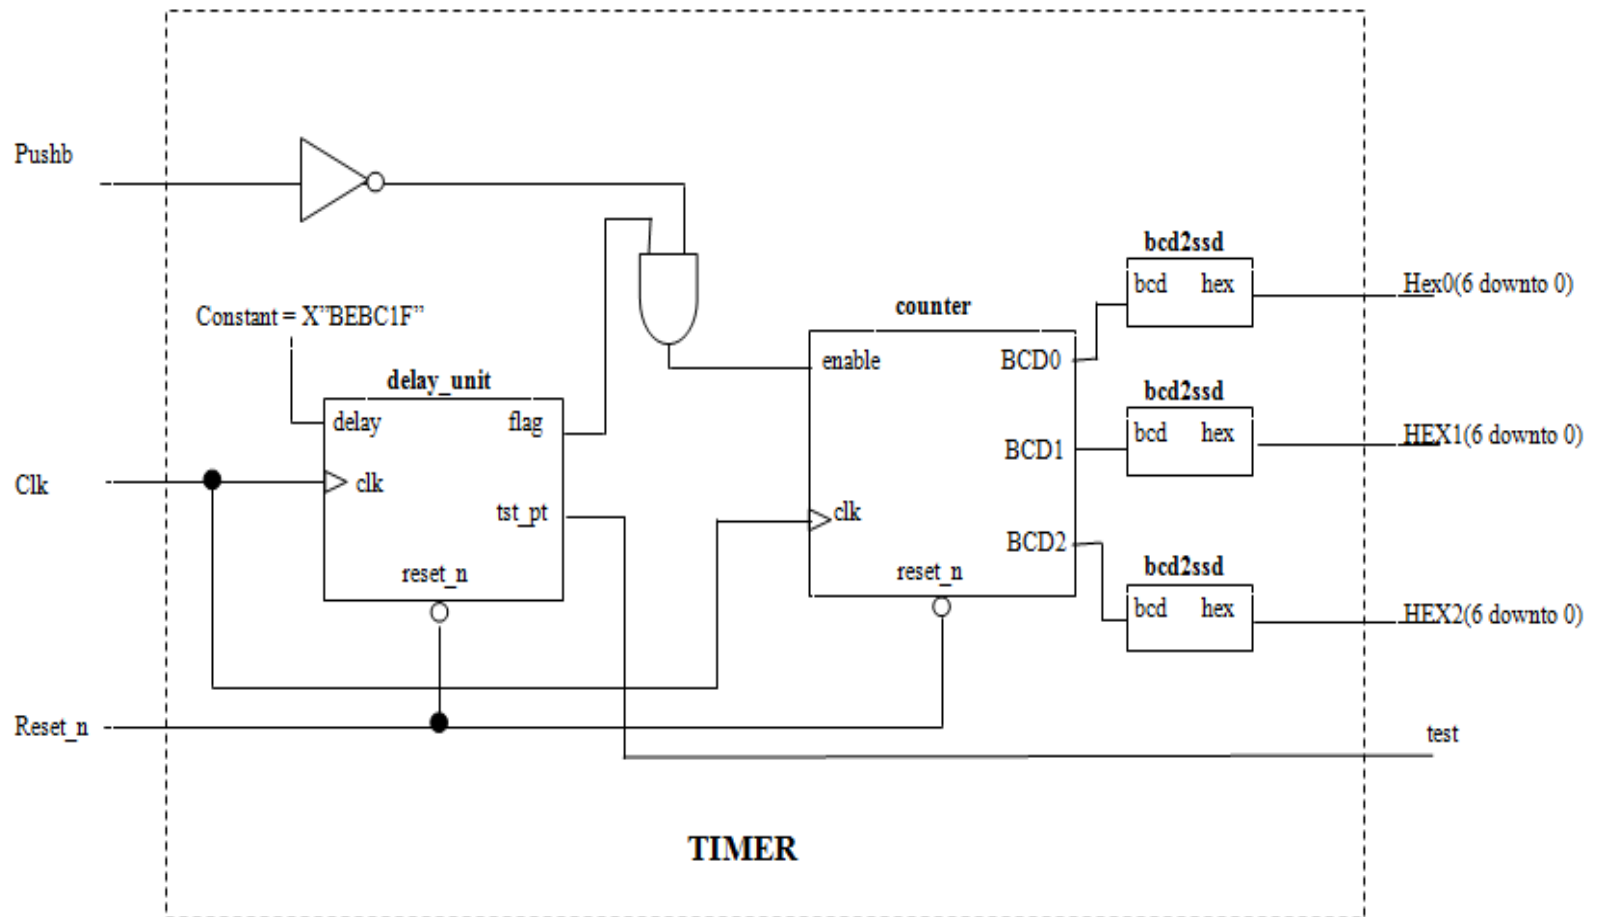 Pushb
bcd2ssd
bcd hex
Hex0(6 downto 0)
Constant = X”BEBC1F”
counter
enable
BCD0
delay_unit
bcd2ssd
delay
flag
bcd hex
HEX1(6 downto 0)
BCD1
Clk
clk
tst_pt
clk
BCD2
bcd2ssd
reset_n
reset_n
bcd hex
HEX2(6 downto 0)
Reset_n
test
TIMER